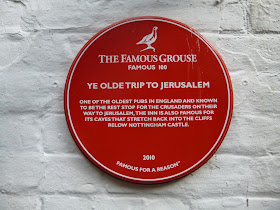 THE FAMOUS GROUSE
FAMOUS 100
YE OLDE TRIP TO JERUSALEM
ONE OF THE OLDEST PUBS IN ENGLAND AND KNOWN
TO BE THE REST STOP FOR THE CRUSADERS ON THEIR
WAY TO JERUSALEM, THE INN IS ALSO FAMOUS FOR
ITS CAVES THAT STRETCH BACK INTO THE CLIFFS
BELOW NOTTINGHAM CASTLE.
2010
FAMOUS FOR A REASON™